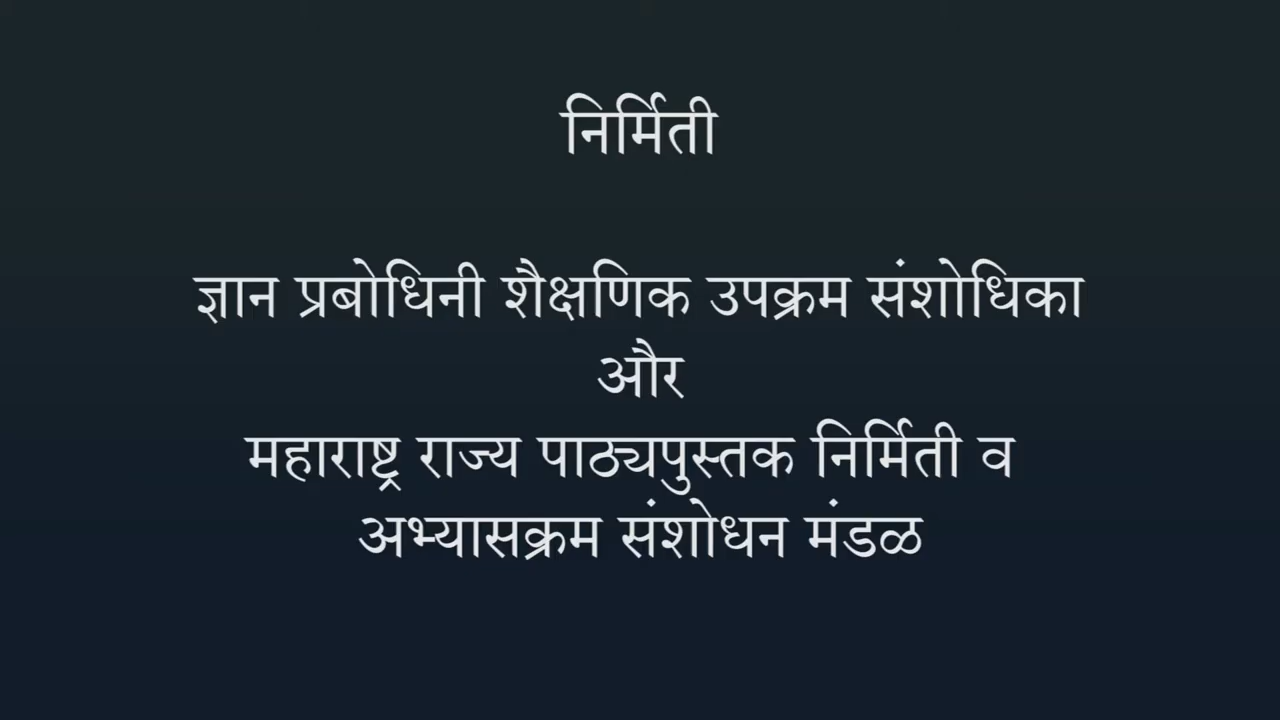 निर्मिती
ज्ञान प्रबोधिनी शैक्षणिक उपक्रम संशोधिका
और
महाराष्ट्र राज्य पाठ्यपुस्तक निर्मिती व
अभ्यासक्रम संशोधन मंडळ